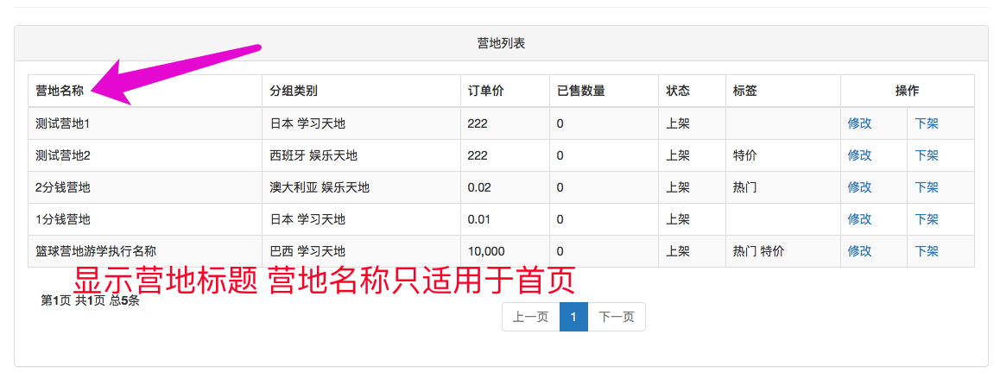 营地列表
营地名称 分组类别 订单价 已售数量 状态 标签 操作
测试营地1 日本 学习天地 222 0 上架 修改 下架
测试营地2 西班牙 娱乐天地 222 0 上架 特价 修改 下架
2分钱营地 澳大利亚 娱乐天地 0.02 0 上架 热门 修改 下架
1分钱营地 日本 学习天地 0.01 0 上架 修改 下架
篮球营地游学执行名称 巴西 学习天地 10,000 0 上架 热门 特价 修改 下架
显示营地标题 营地名称只适用于首页
第1页 共1页 总5条
上一页 1 下一页